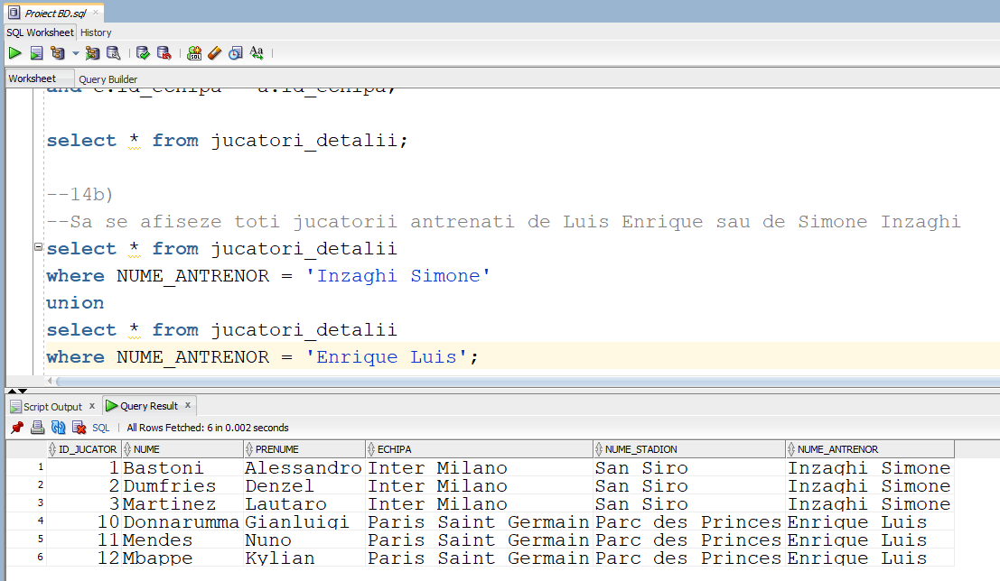 Proiect BD.sql
SQL Worksheet History
Worksheet Query Builder
and e.id_echipa = a.id_echipa;
select * from jucatori_detalii;
--14b)
--Sa se afiseze toti jucatorii antrenati de Luis Enrique sau de Simone Inzaghi
select * from jucatori_detalii
where NUME_ANTRENOR = 'Inzaghi Simone'
union
select * from jucatori_detalii
where NUME_ANTRENOR = 'Enrique Luis';
Script Output Query Result
SQL All Rows Fetched: 6 in 0.002 seconds
ID_JUCATOR NUME PRENUME ECHIPA NUME_STADION NUME_ANTRENOR
1 1 Bastoni Alessandro Inter Milano San Siro Inzaghi Simone
2 2 Dumfries Denzel Inter Milano San Siro Inzaghi Simone
3 3 Martinez Lautaro Inter Milano San Siro Inzaghi Simone
4 10 Donnarumma Gianluigi Paris Saint Germain Parc des Princes Enrique Luis
5 11 Mendes Nuno Paris Saint Germain Parc des Princes Enrique Luis
6 12 Mbappe Kylian Paris Saint Germain Parc des Princes Enrique Luis